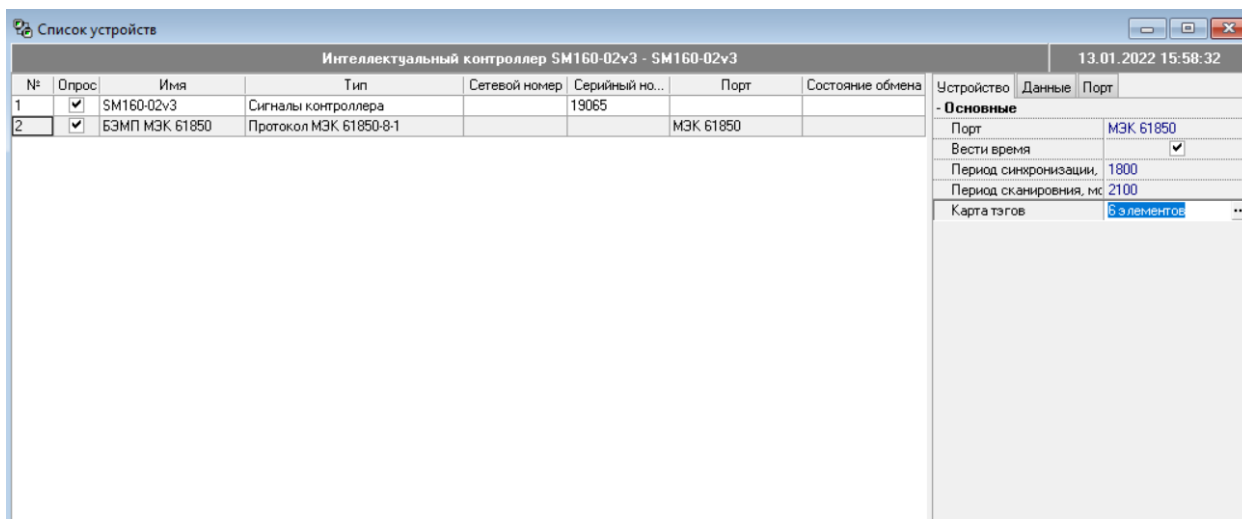 Список устройств
Интеллектуальный контроллер SM160-02v3 - SM160-02v3 13.01.2022 15:58:32
№ Опрос Имя Тип Сетевой номер Серийный но... Порт Состояние обмена
1 SM160-02v3 Сигналы контроллера 19065
2 БЭМП МЭК 61850 Протокол МЭК 61850-8-1 МЭК 61850
Устройство Данные Порт
- Основные
Порт МЭК 61850
Вести время
Период синхронизации, 1800
Период сканировния, мс 2100
Карта тэгов 6 элементов ...